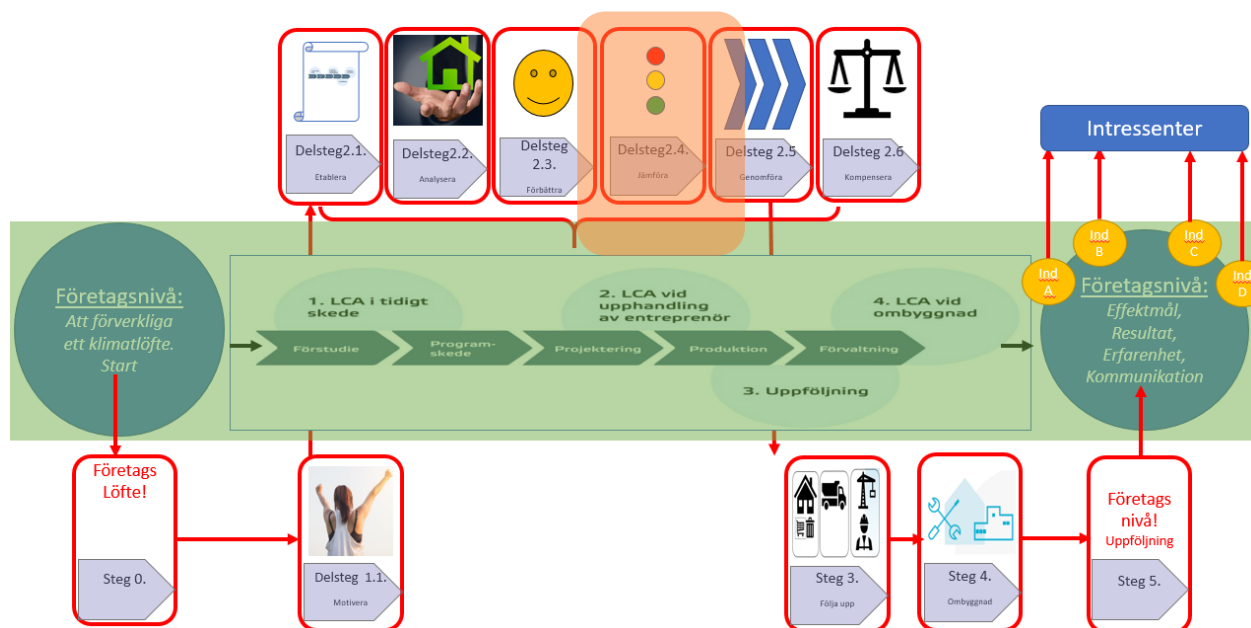 Delsteg2.1.
Etablera
Delsteg2.2.
Analysera
Delsteg
2.3.
Förbättra
Delsteg2.4.
Jämföra
Delsteg 2.5
Genomföra
Delsteg 2.6
Kompensera
Intressenter
Ind
A
Ind
B
Ind
C
Ind
D
Företagsnivå:
Att förverkliga
ett klimatlöfte.
Start
1. LCA i tidigt
skede
2. LCA vid
upphandling
av entreprenör
4. LCA vid
ombyggnad
Förstudie
Program-
skede
Projektering
Produktion
Förvaltning
3. Uppföljning
Företagsnivå:
Effektmål,
Resultat,
Erfarenhet,
Kommunikation
Företags
Löfte!
Steg 0.
Delsteg 1.1.
Motivera
Steg 3.
Följa upp
Steg 4.
Ombyggnad
Företags
nivå!
Uppföljning
Steg 5.